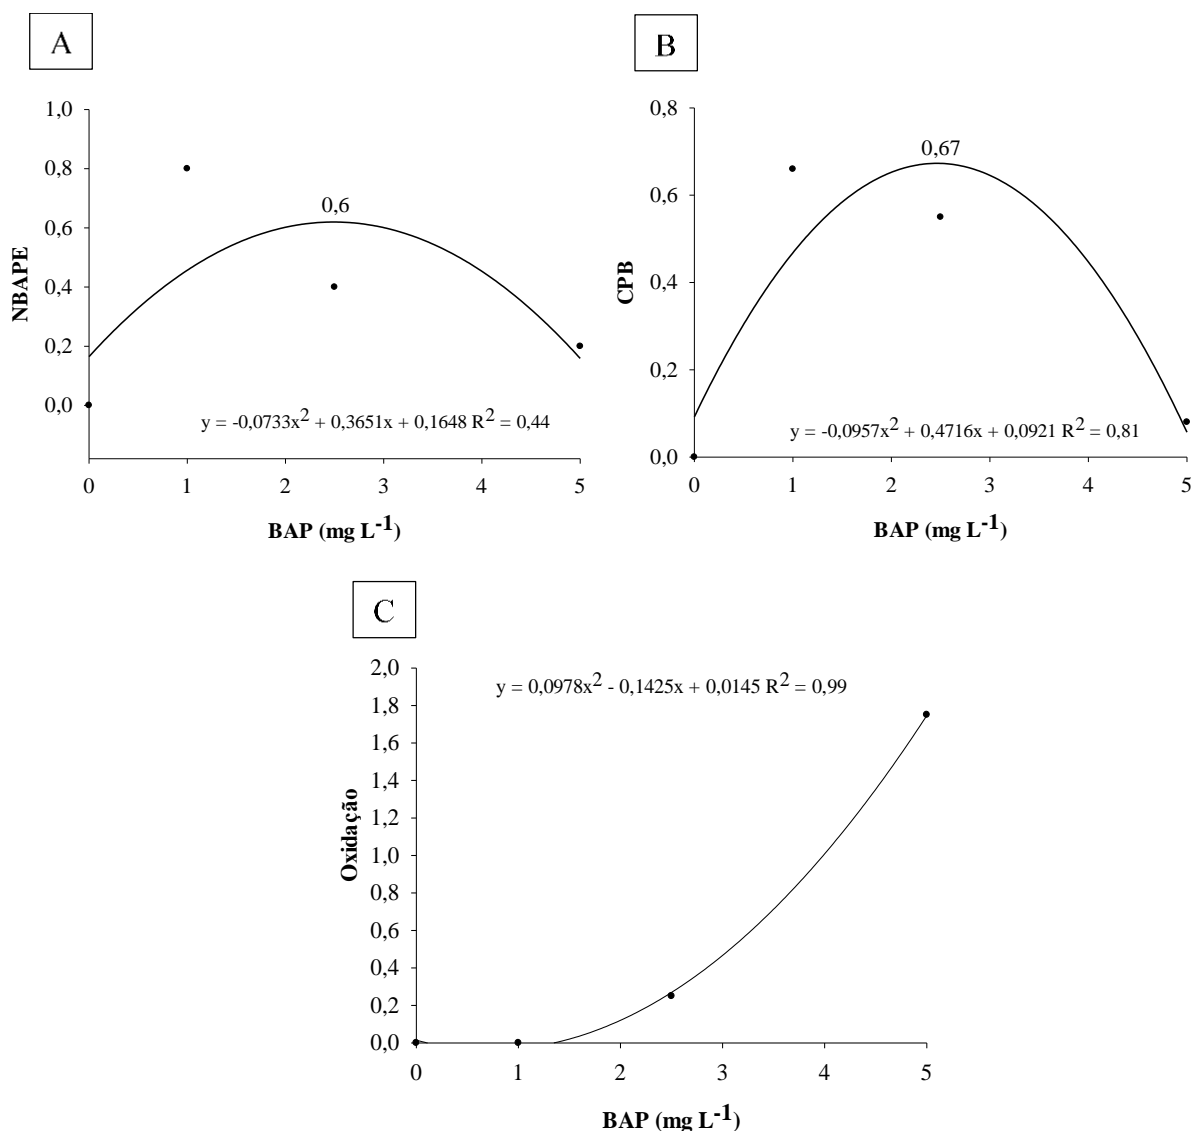 A
1,0
0,8
0,6
0,4
0,2
0,0
NBAPE
0,6
y = -0,0733x² + 0,3651x + 0,1648 R² = 0,44
0 1 2 3 4 5
BAP (mg L⁻¹)
B
0,8
0,6
0,4
0,2
0,0
CPB
0,67
y = -0,0957x² + 0,4716x + 0,0921 R² = 0,81
0 1 2 3 4 5
BAP (mg L⁻¹)
C
2,0
1,8
1,6
1,4
1,2
1,0
0,8
0,6
0,4
0,2
0,0
Oxidação
y = 0,0978x² - 0,1425x + 0,0145 R² = 0,99
0 1 2 3 4 5
BAP (mg L⁻¹)